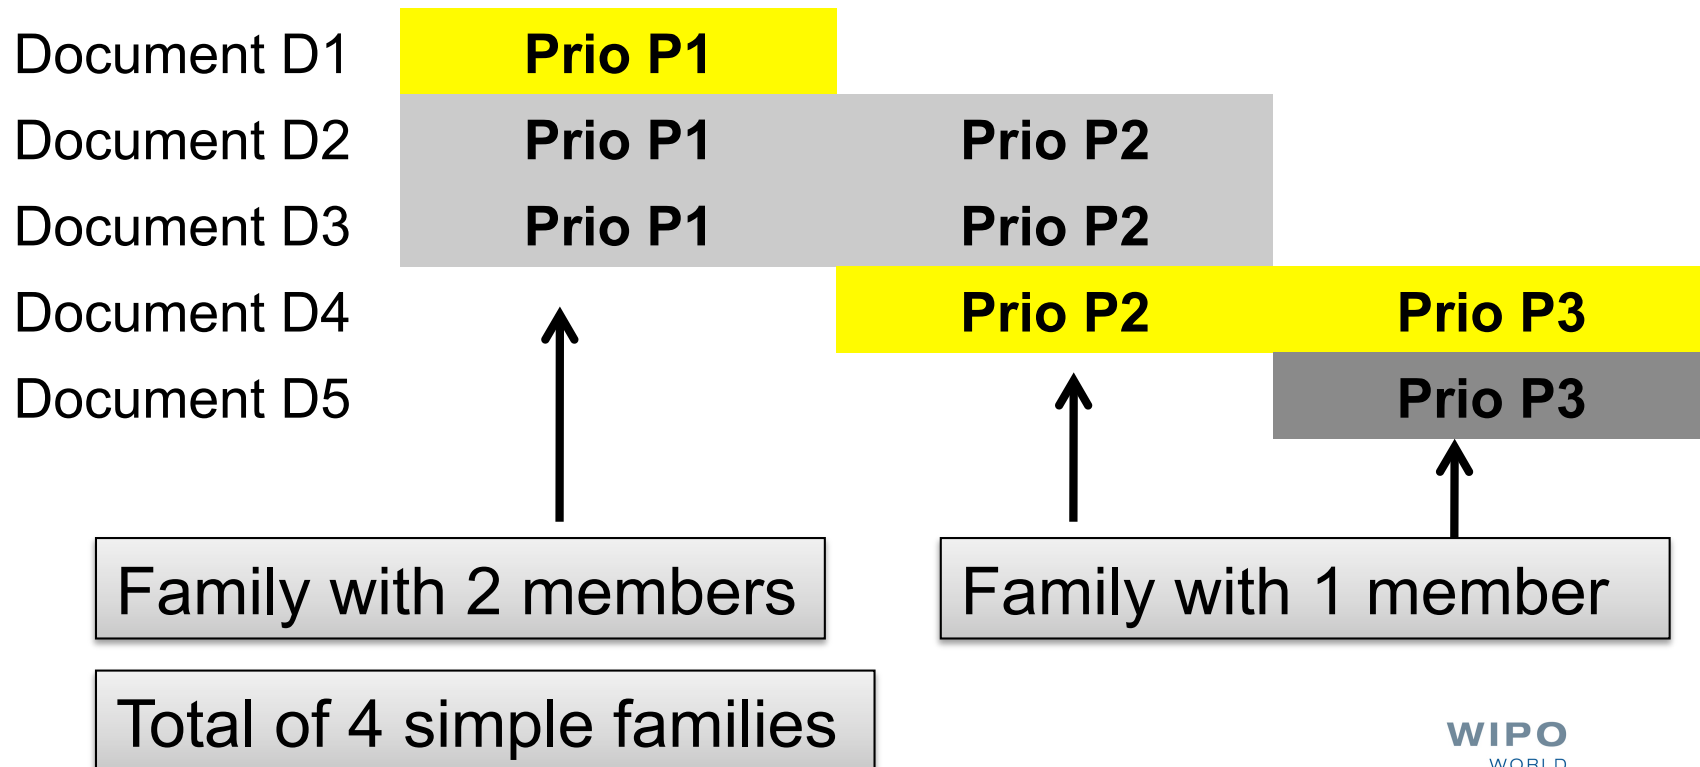 Document D1 Prio P1
Document D2 Prio P1 Prio P2
Document D3 Prio P1 Prio P2
Document D4 Prio P2 Prio P3
Document D5 Prio P3
Family with 2 members Family with 1 member
Total of 4 simple families
WIPO
WORLD